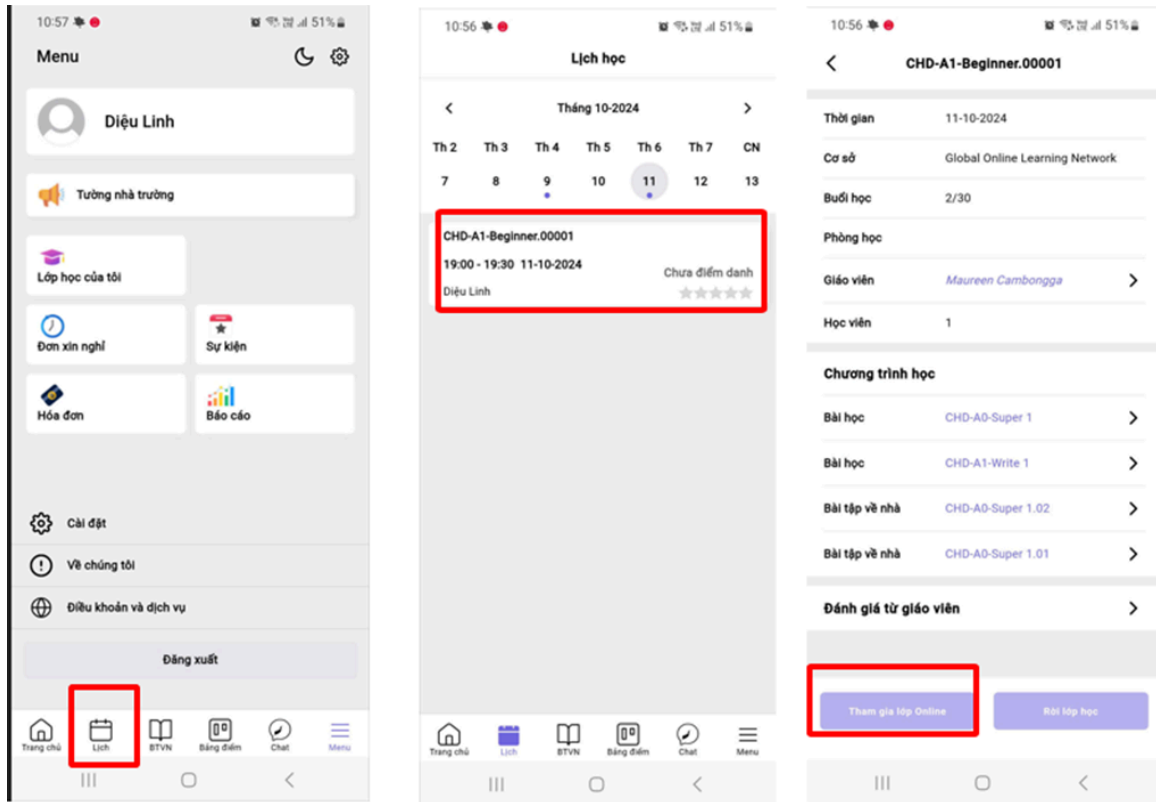 10:57
51%
Menu
Diệu Linh
Tường nhà trường
Lớp học của tôi
Đơn xin nghỉ
Sự kiện
Hóa đơn
Báo cáo
Cài đặt
Về chúng tôi
Điều khoản và dịch vụ
Đăng xuất
Trang chủ
Lịch
BTVN
Bảng điểm
Chat
Menu
10:56
51%
Lịch học
Tháng 10-2024
Th 2 Th 3 Th 4 Th 5 Th 6 Th 7 CN
7 8 9 10 11 12 13
CHD-A1-Beginner.00001
19:00 - 19:30 11-10-2024
Chưa điểm danh
Diệu Linh
Trang chủ
Lịch
BTVN
Bảng điểm
Chat
Menu
10:56
51%
CHD-A1-Beginner.00001
Thời gian 11-10-2024
Cơ sở Global Online Learning Network
Buổi học 2/30
Phòng học
Giáo viên Maureen Cambongga
Học viên 1
Chương trình học
Bài học CHD-A0-Super 1
Bài học CHD-A1-Write 1
Bài tập về nhà CHD-A0-Super 1.02
Bài tập về nhà CHD-A0-Super 1.01
Đánh giá từ giáo viên
Tham gia lớp Online
Rời lớp học